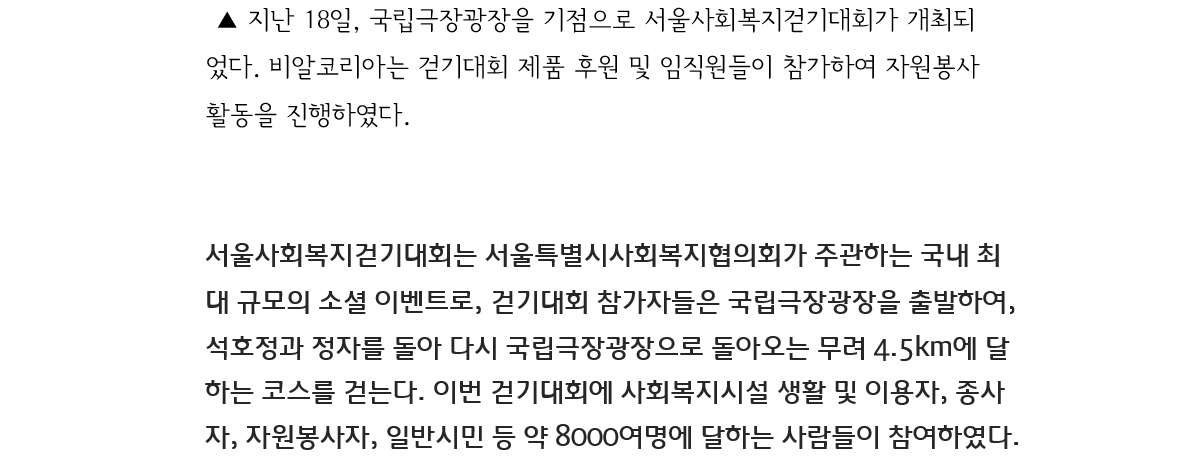 ▲ 지난 18일, 국립극장광장을 기점으로 서울사회복지걷기대회가 개최되
었다. 비알코리아는 걷기대회 제품 후원 및 임직원들이 참가하여 자원봉사
활동을 진행하였다.
서울사회복지걷기대회는 서울특별시사회복지협의회가 주관하는 국내 최
대 규모의 소셜 이벤트로, 걷기대회 참가자들은 국립극장광장을 출발하여,
석호정과 정자를 돌아 다시 국립극장광장으로 돌아오는 무려 4.5km에 달
하는 코스를 걷는다. 이번 걷기대회에 사회복지시설 생활 및 이용자, 종사
자, 자원봉사자, 일반시민 등 약 8000여명에 달하는 사람들이 참여하였다.